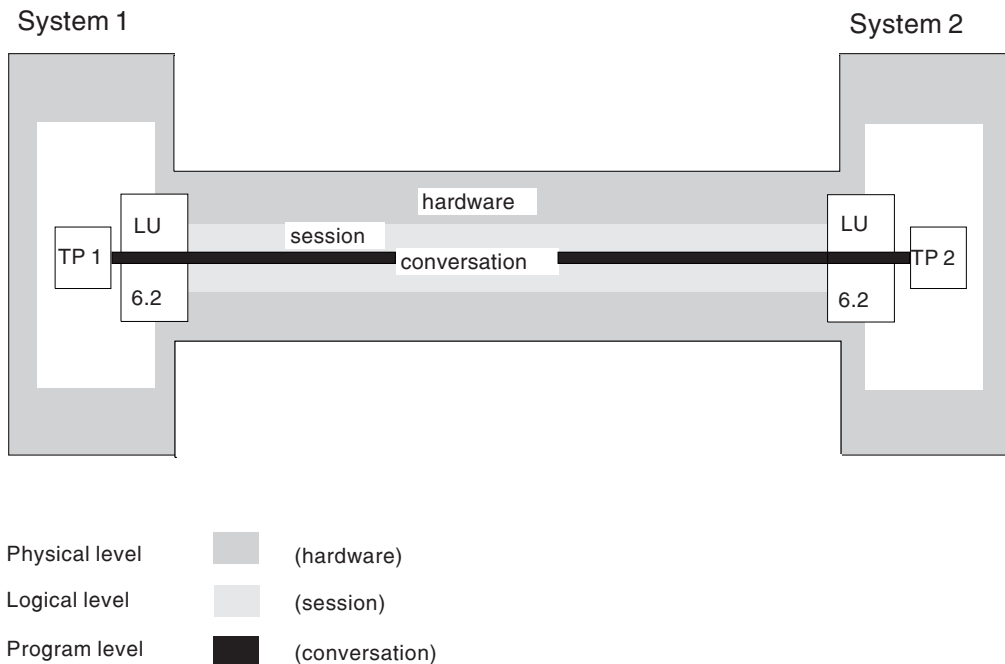 System 1
System 2
hardware
LU
LU
session
TP 1
conversation
TP 2
6.2
6.2
Physical level (hardware)
Logical level (session)
Program level (conversation)